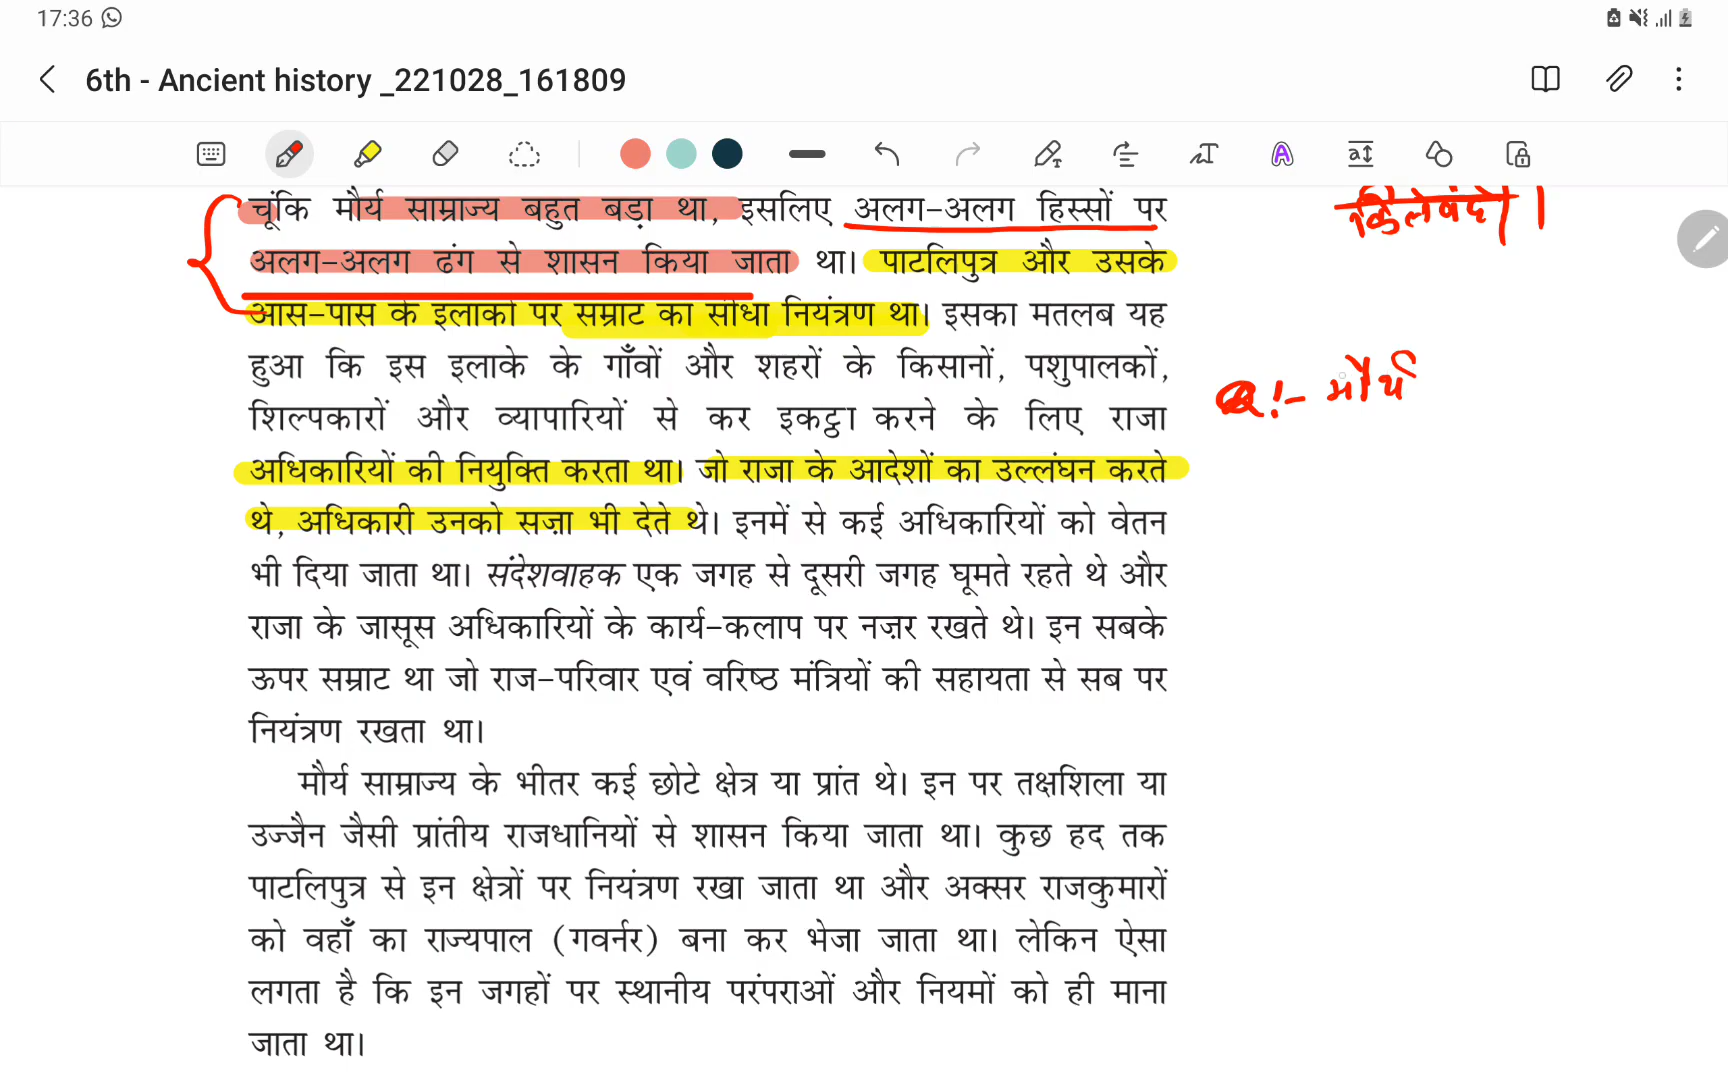 17:36
6th - Ancient history _221028_161809
चूंकि मौर्य साम्राज्य बहुत बड़ा था, इसलिए अलग-अलग हिस्सों पर
अलग-अलग ढंग से शासन किया जाता था। पाटलिपुत्र और उसके
आस-पास के इलाकों पर सम्राट का सीधा नियंत्रण था। इसका मतलब यह
हुआ कि इस इलाके के गाँवों और शहरों के किसानों, पशुपालकों,
शिल्पकारों और व्यापारियों से कर इकट्ठा करने के लिए राजा
अधिकारियों की नियुक्ति करता था। जो राजा के आदेशों का उल्लंघन करते
थे, अधिकारी उनको सज़ा भी देते थे। इनमें से कई अधिकारियों को वेतन
भी दिया जाता था। संदेशवाहक एक जगह से दूसरी जगह घूमते रहते थे और
राजा के जासूस अधिकारियों के कार्य-कलाप पर नज़र रखते थे। इन सबके
ऊपर सम्राट था जो राज-परिवार एवं वरिष्ठ मंत्रियों की सहायता से सब पर
नियंत्रण रखता था।
मौर्य साम्राज्य के भीतर कई छोटे क्षेत्र या प्रांत थे। इन पर तक्षशिला या
उज्जैन जैसी प्रांतीय राजधानियों से शासन किया जाता था। कुछ हद तक
पाटलिपुत्र से इन क्षेत्रों पर नियंत्रण रखा जाता था और अक्सर राजकुमारों
को वहाँ का राज्यपाल (गवर्नर) बना कर भेजा जाता था। लेकिन ऐसा
लगता है कि इन जगहों पर स्थानीय परंपराओं और नियमों को ही माना
जाता था।
किलेबंदी।
Q:- मौर्य